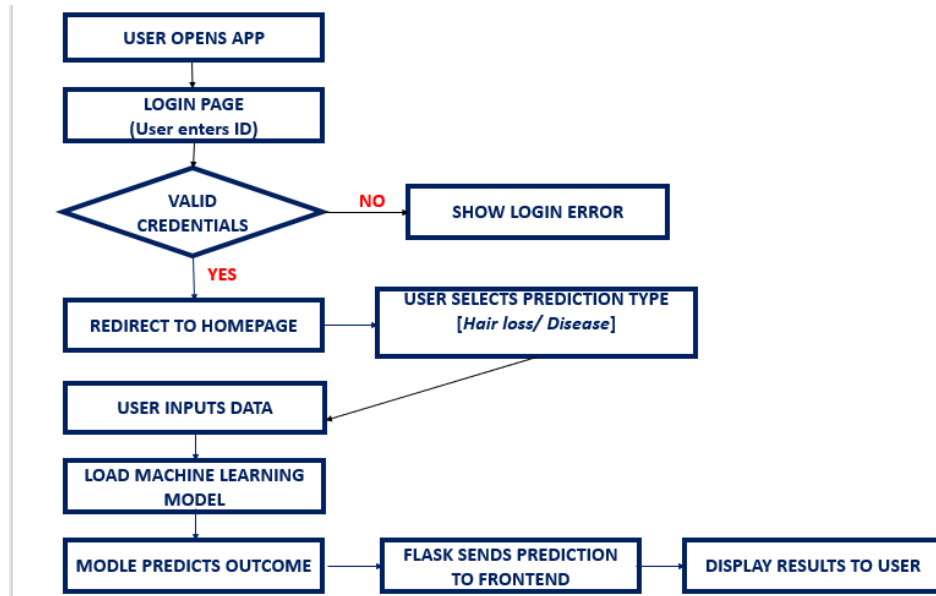 USER OPENS APP
LOGIN PAGE
(User enters ID)
VALID
CREDENTIALS
NO
SHOW LOGIN ERROR
YES
REDIRECT TO HOMEPAGE
USER SELECTS PREDICTION TYPE
[Hair loss/ Disease]
USER INPUTS DATA
LOAD MACHINE LEARNING
MODEL
MODLE PREDICTS OUTCOME
FLASK SENDS PREDICTION
TO FRONTEND
DISPLAY RESULTS TO USER